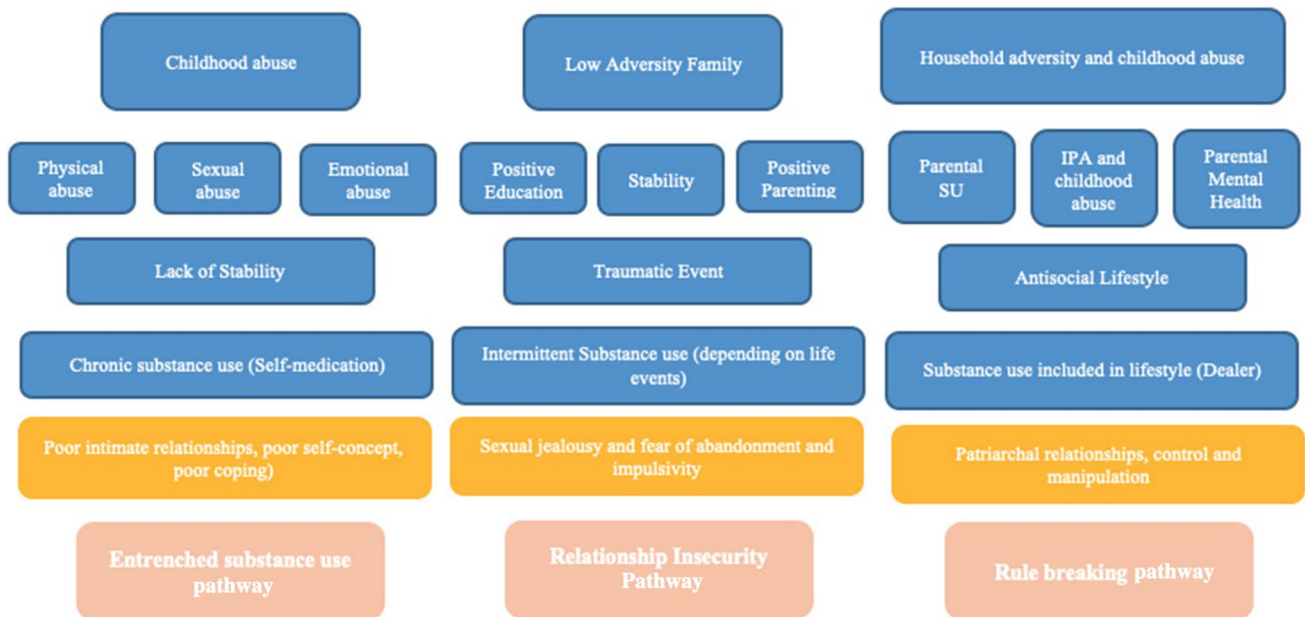 Childhood abuse
Low Adversity Family
Household adversity and childhood abuse
Physical
abuse
Sexual
abuse
Emotional
abuse
Positive
Education
Stability
Positive
Parenting
Parental
SU
IPA and
childhood
abuse
Parental
Mental
Health
Lack of Stability
Traumatic Event
Antisocial Lifestyle
Chronic substance use (Self-medication)
Intermittent Substance use (depending on life
events)
Substance use included in lifestyle (Dealer)
Poor intimate relationships, poor self-concept,
poor coping)
Sexual jealousy and fear of abandonment and
impulsivity
Patriarchal relationships, control and
manipulation
Entrenched substance use
pathway
Relationship Insecurity
Pathway
Rule breaking pathway